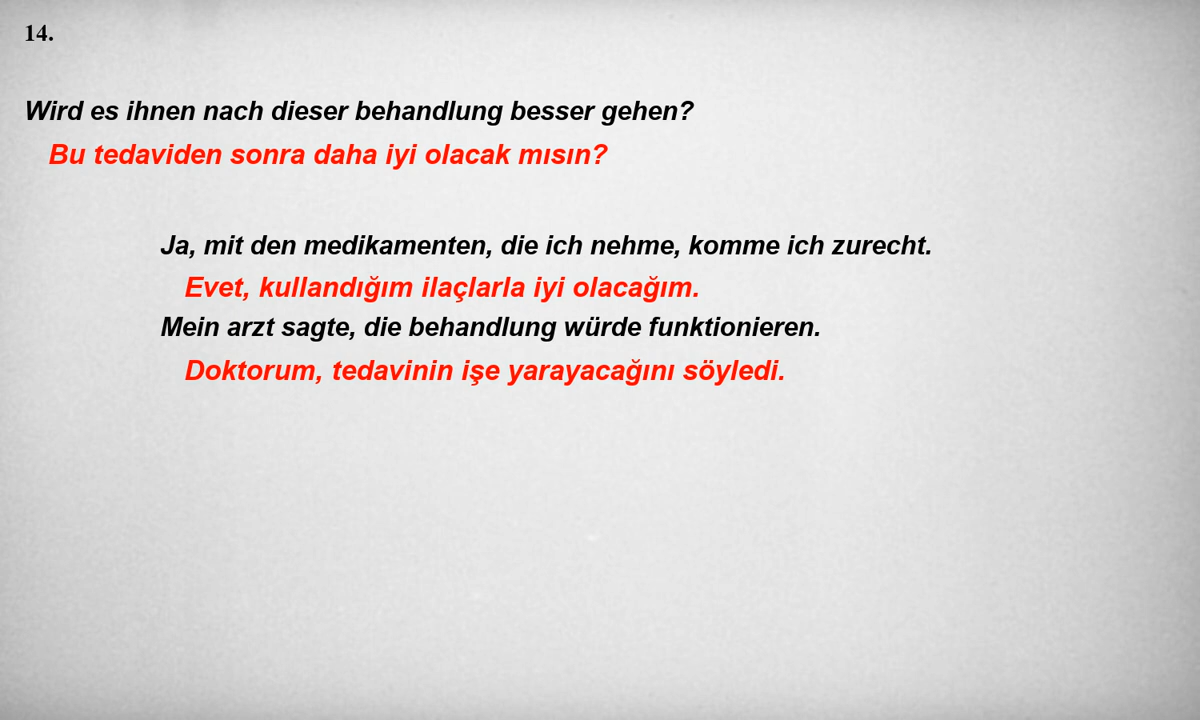 14.
Wird es ihnen nach dieser behandlung besser gehen?
Bu tedaviden sonra daha iyi olacak mısın?
Ja, mit den medikamenten, die ich nehme, komme ich zurecht.
Evet, kullandığım ilaçlarla iyi olacağım.
Mein arzt sagte, die behandlung würde funktionieren.
Doktorum, tedavinin işe yarayacağını söyledi.